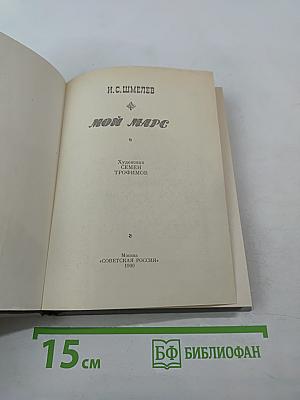 И.С.ШМЕЛЕВ
МОЙ МАРС
Художник
СЕМЕН
ТРОФИМОВ
Москва
«СОВЕТСКАЯ РОССИЯ»
1990
15 см
БФ БИБЛИОФАН